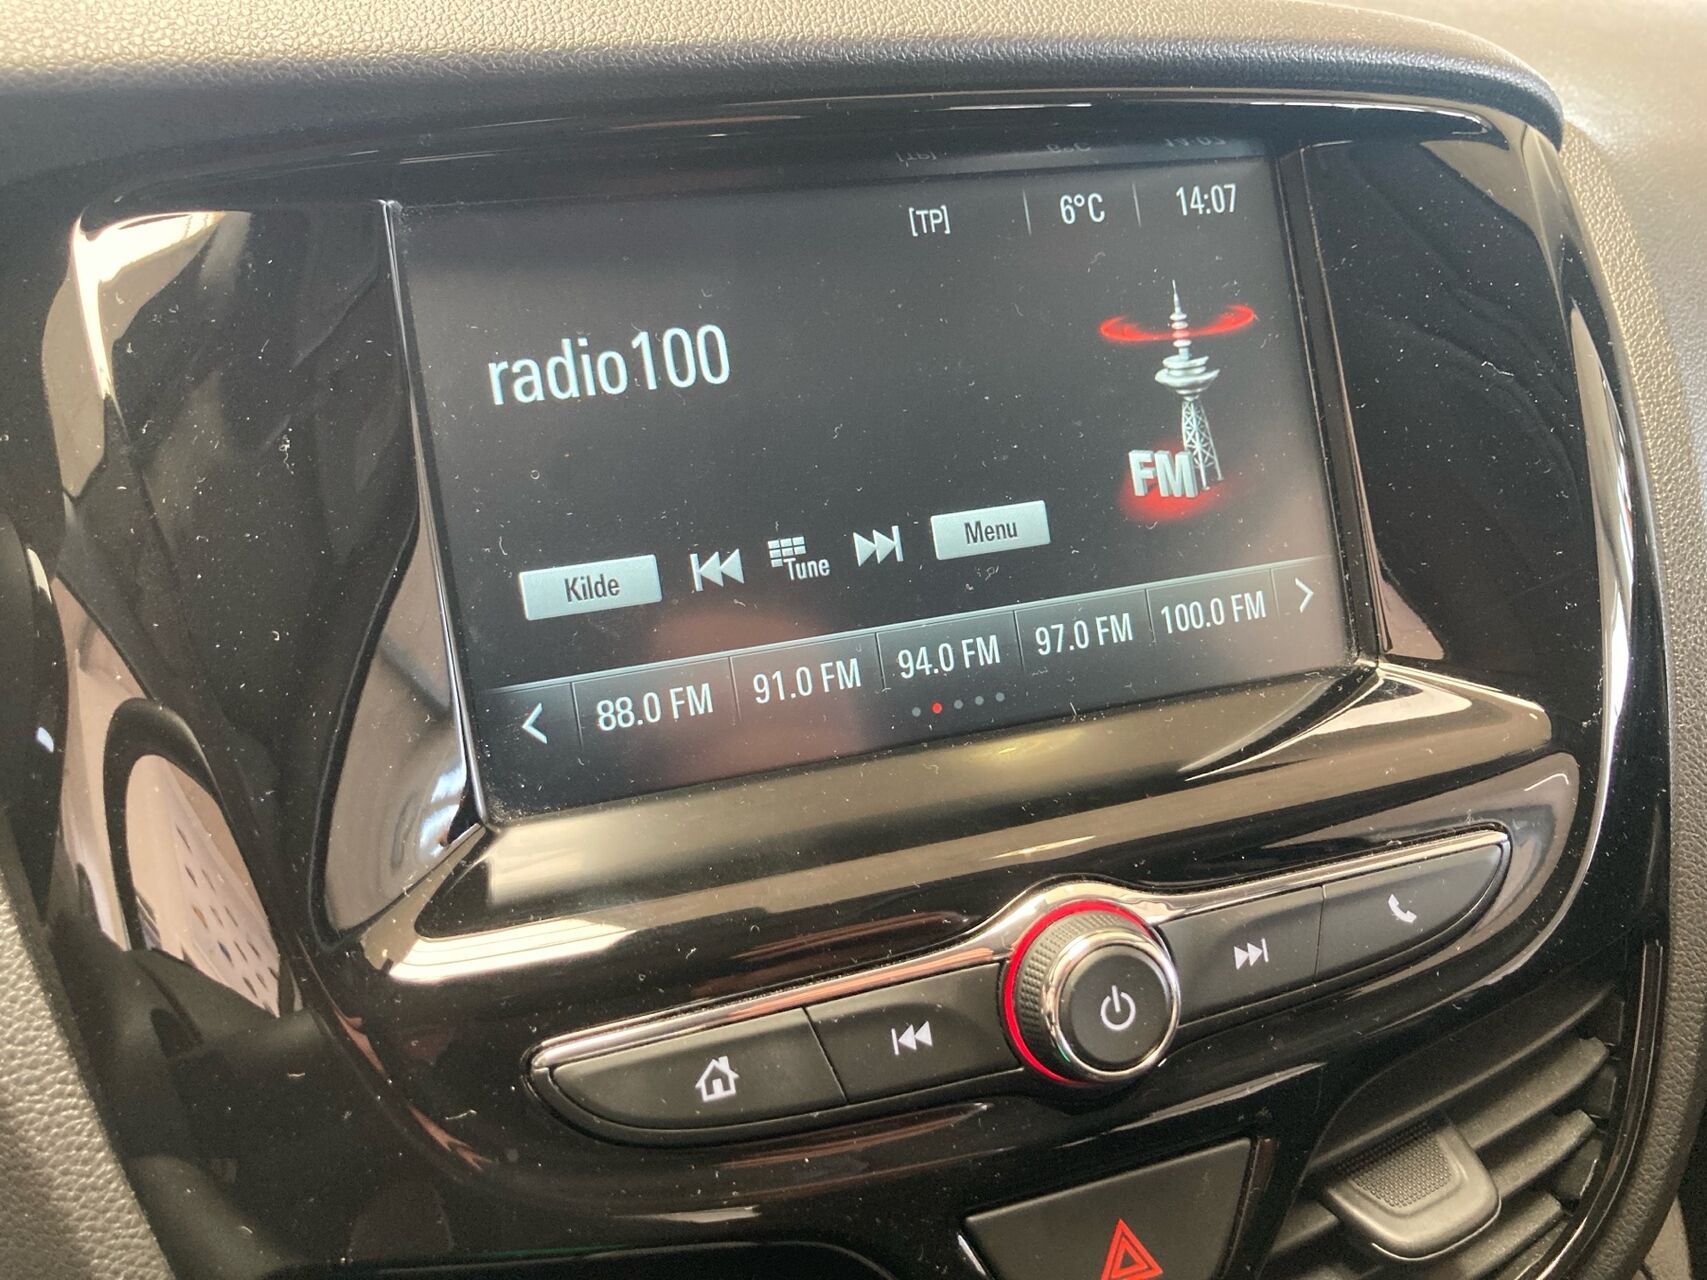 [TP] 6°C 14:07
radio100
FM
Kilde Tune Menu
88.0 FM 91.0 FM 94.0 FM 97.0 FM 100.0 FM